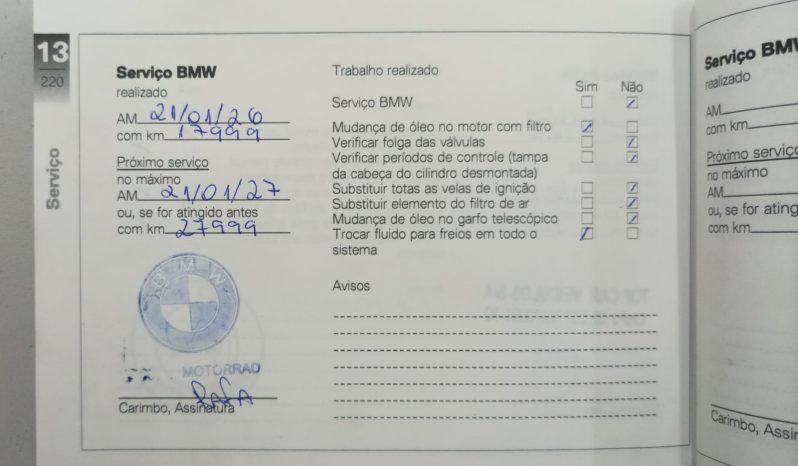 13
220
Serviço
Serviço BMW
realizado
AM 21/01/26
com km 17999
Próximo serviço
no máximo
AM 21/01/27
ou, se for atingido antes
com km 27999
BMW
MOTORRAD
Rafa
Carimbo, Assinatura
Trabalho realizado
Sim Não
Serviço BMW
Mudança de óleo no motor com filtro
Verificar folga das válvulas
Verificar períodos de controle (tampa
da cabeça do cilindro desmontada)
Substituir totas as velas de ignição
Substituir elemento do filtro de ar
Mudança de óleo no garfo telescópico
Trocar fluido para freios em todo o
sistema
Avisos
Serviço BMW
realizado
AM
com km
Próximo serviço
no máximo
AM
ou, se for ating
com km
Carimbo, Assin